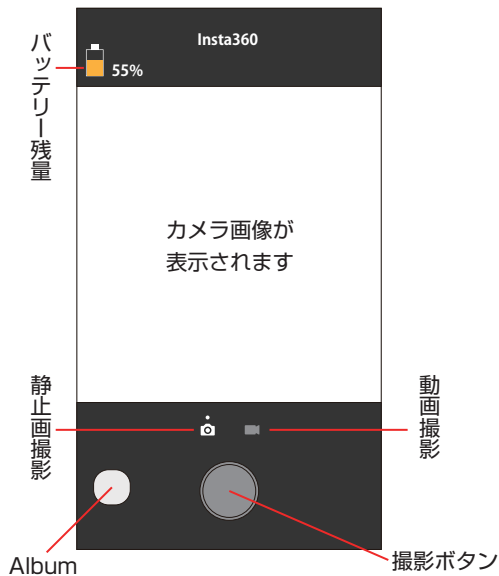 Insta360
55%
バッテリー残量
カメラ画像が
表示されます
静止画撮影
動画撮影
Album
撮影ボタン